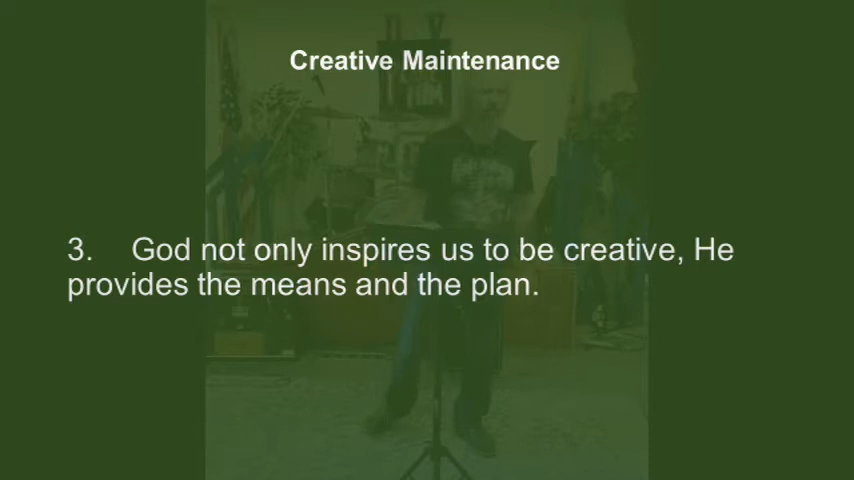 Creative Maintenance
3. God not only inspires us to be creative, He
provides the means and the plan.